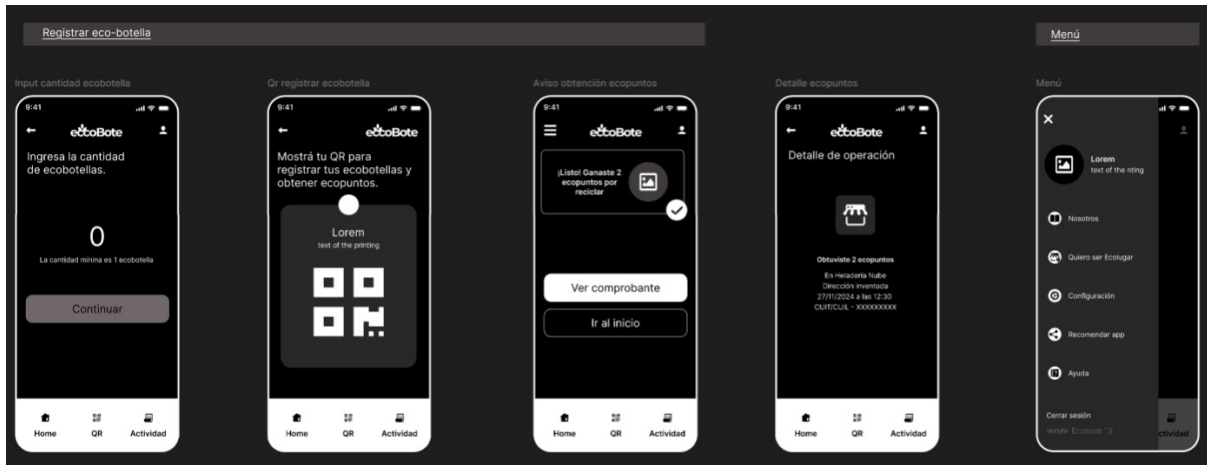 Registrar eco-botella
Menú
Input cantidad ecobotella
Qr registrar ecobotella
Aviso obtención ecopuntos
Detalle ecopuntos
Menú
9:41
eccoBote
Ingresa la cantidad
de ecobotellas.
0
La cantidad mínima es 1 ecobotella
Continuar
Home
QR
Actividad
9:41
eccoBote
Mostrá tu QR para
registrar tus ecobotellas y
obtener ecopuntos.
Lorem
text of the printing
Home
QR
Actividad
9:41
eccoBote
¡Listo! Ganaste 2
ecopuntos por
reciclar
Ver comprobante
Ir al inicio
Home
QR
Actividad
9:41
eccoBote
Detalle de operación
Obtuviste 2 ecopuntos
En Heladería Nube
Dirección inventada
27/11/2024 a las 12:30
CUIT/CUIL - XXXXXXXXX
Home
QR
Actividad
Lorem
text of the nting
Nosotros
Quiero ser Ecolugar
Configuración
Recomendar app
Ayuda
Cerrar sesión
Version Ecobote 1.0
ctividad